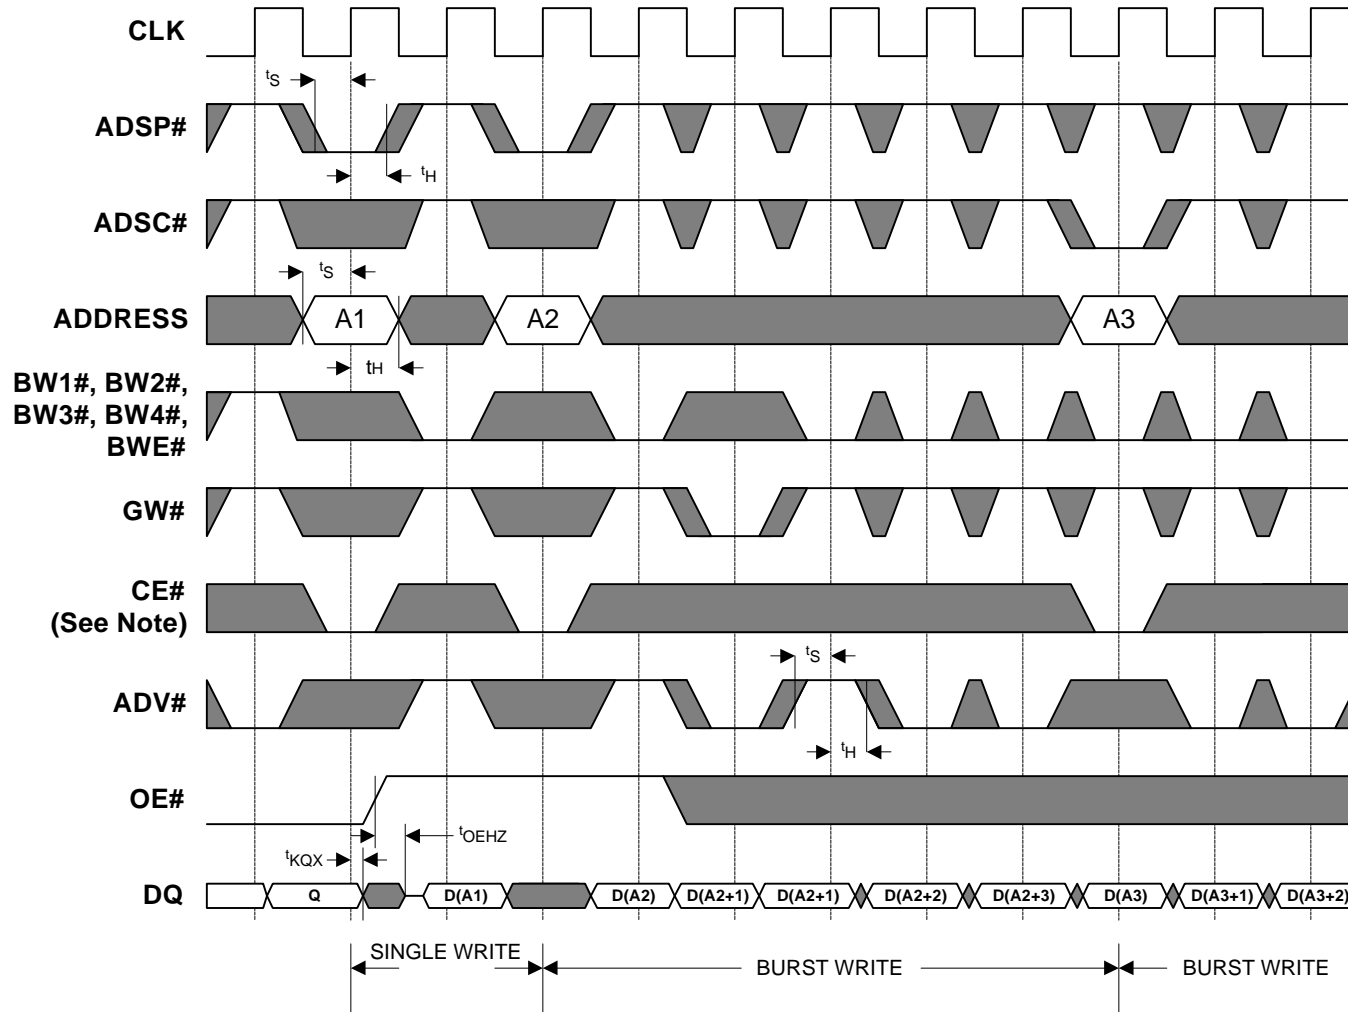 CLK
tS
ADSP#
tH
ADSC#
tS
ADDRESS
A1
A2
A3
tH
BW1#, BW2#,
BW3#, BW4#,
BWE#
GW#
CE#
(See Note)
tS
ADV#
tH
OE#
tOEHZ
tKQX
DQ
Q
D(A1)
D(A2)
D(A2+1)
D(A2+1)
D(A2+2)
D(A2+3)
D(A3)
D(A3+1)
D(A3+2)
SINGLE WRITE
BURST WRITE
BURST WRITE